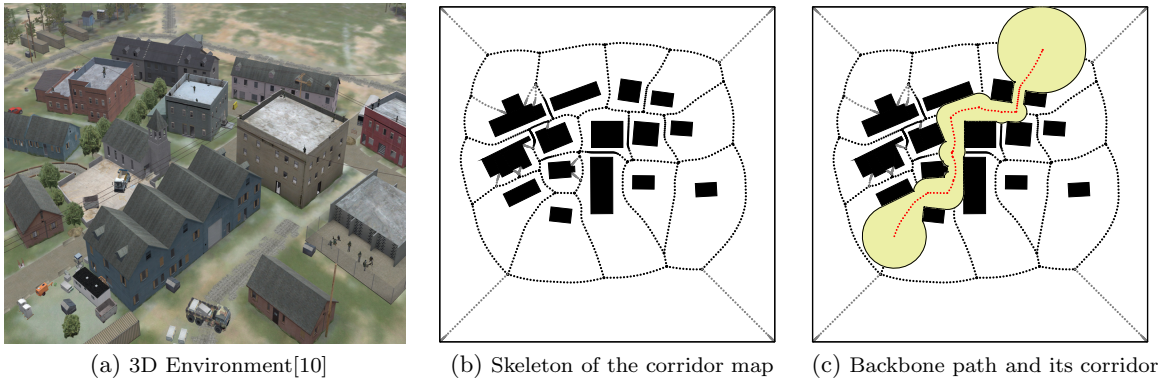 (a) 3D Environment[10]
(b) Skeleton of the corridor map
(c) Backbone path and its corridor